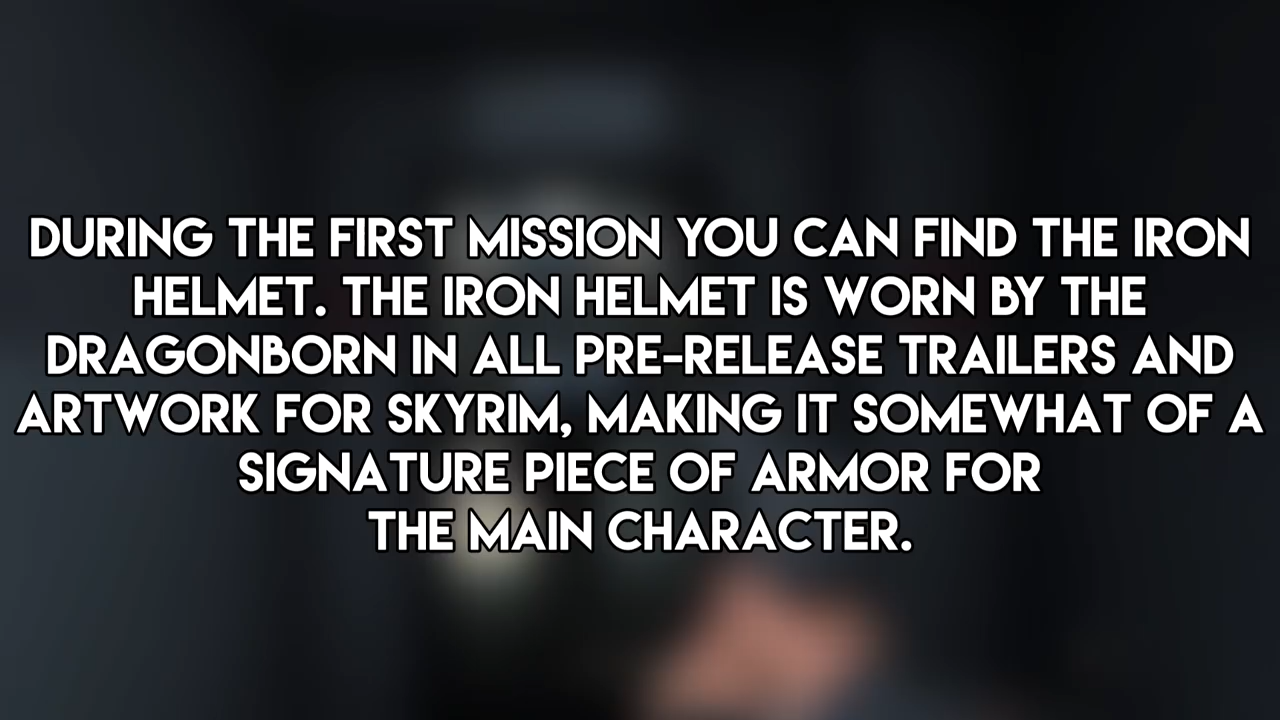 DURING THE FIRST MISSION YOU CAN FIND THE IRON
HELMET. THE IRON HELMET IS WORN BY THE
DRAGONBORN IN ALL PRE-RELEASE TRAILERS AND
ARTWORK FOR SKYRIM, MAKING IT SOMEWHAT OF A
SIGNATURE PIECE OF ARMOR FOR
THE MAIN CHARACTER.